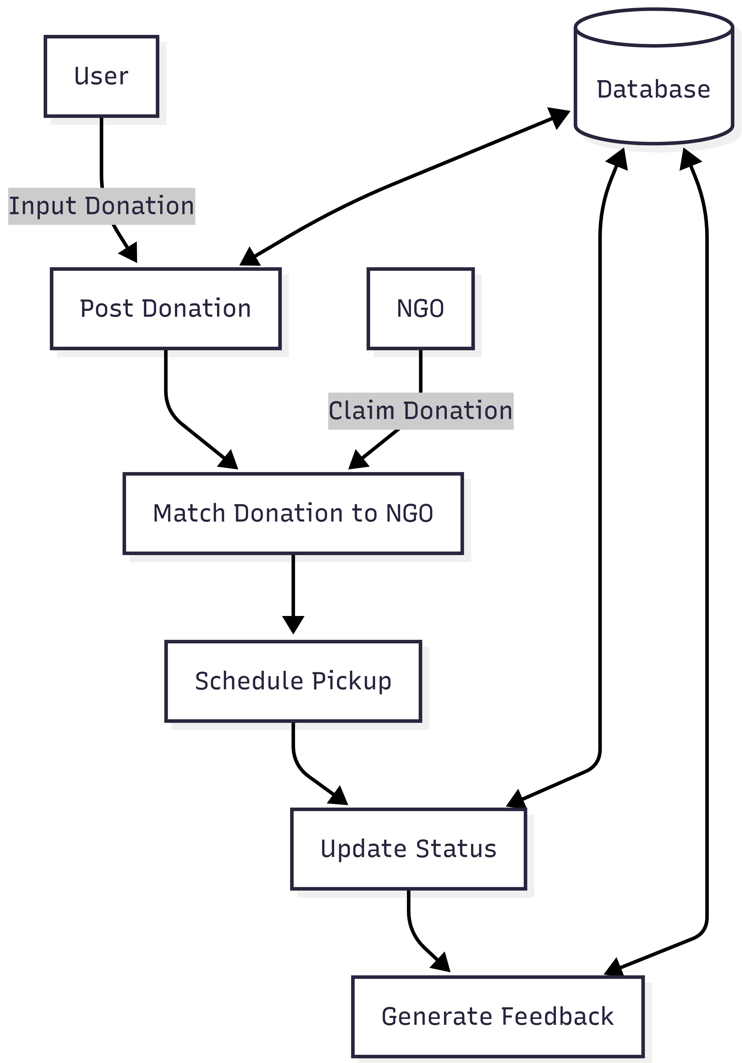 User
Database
Input Donation
Post Donation
NGO
Claim Donation
Match Donation to NGO
Schedule Pickup
Update Status
Generate Feedback